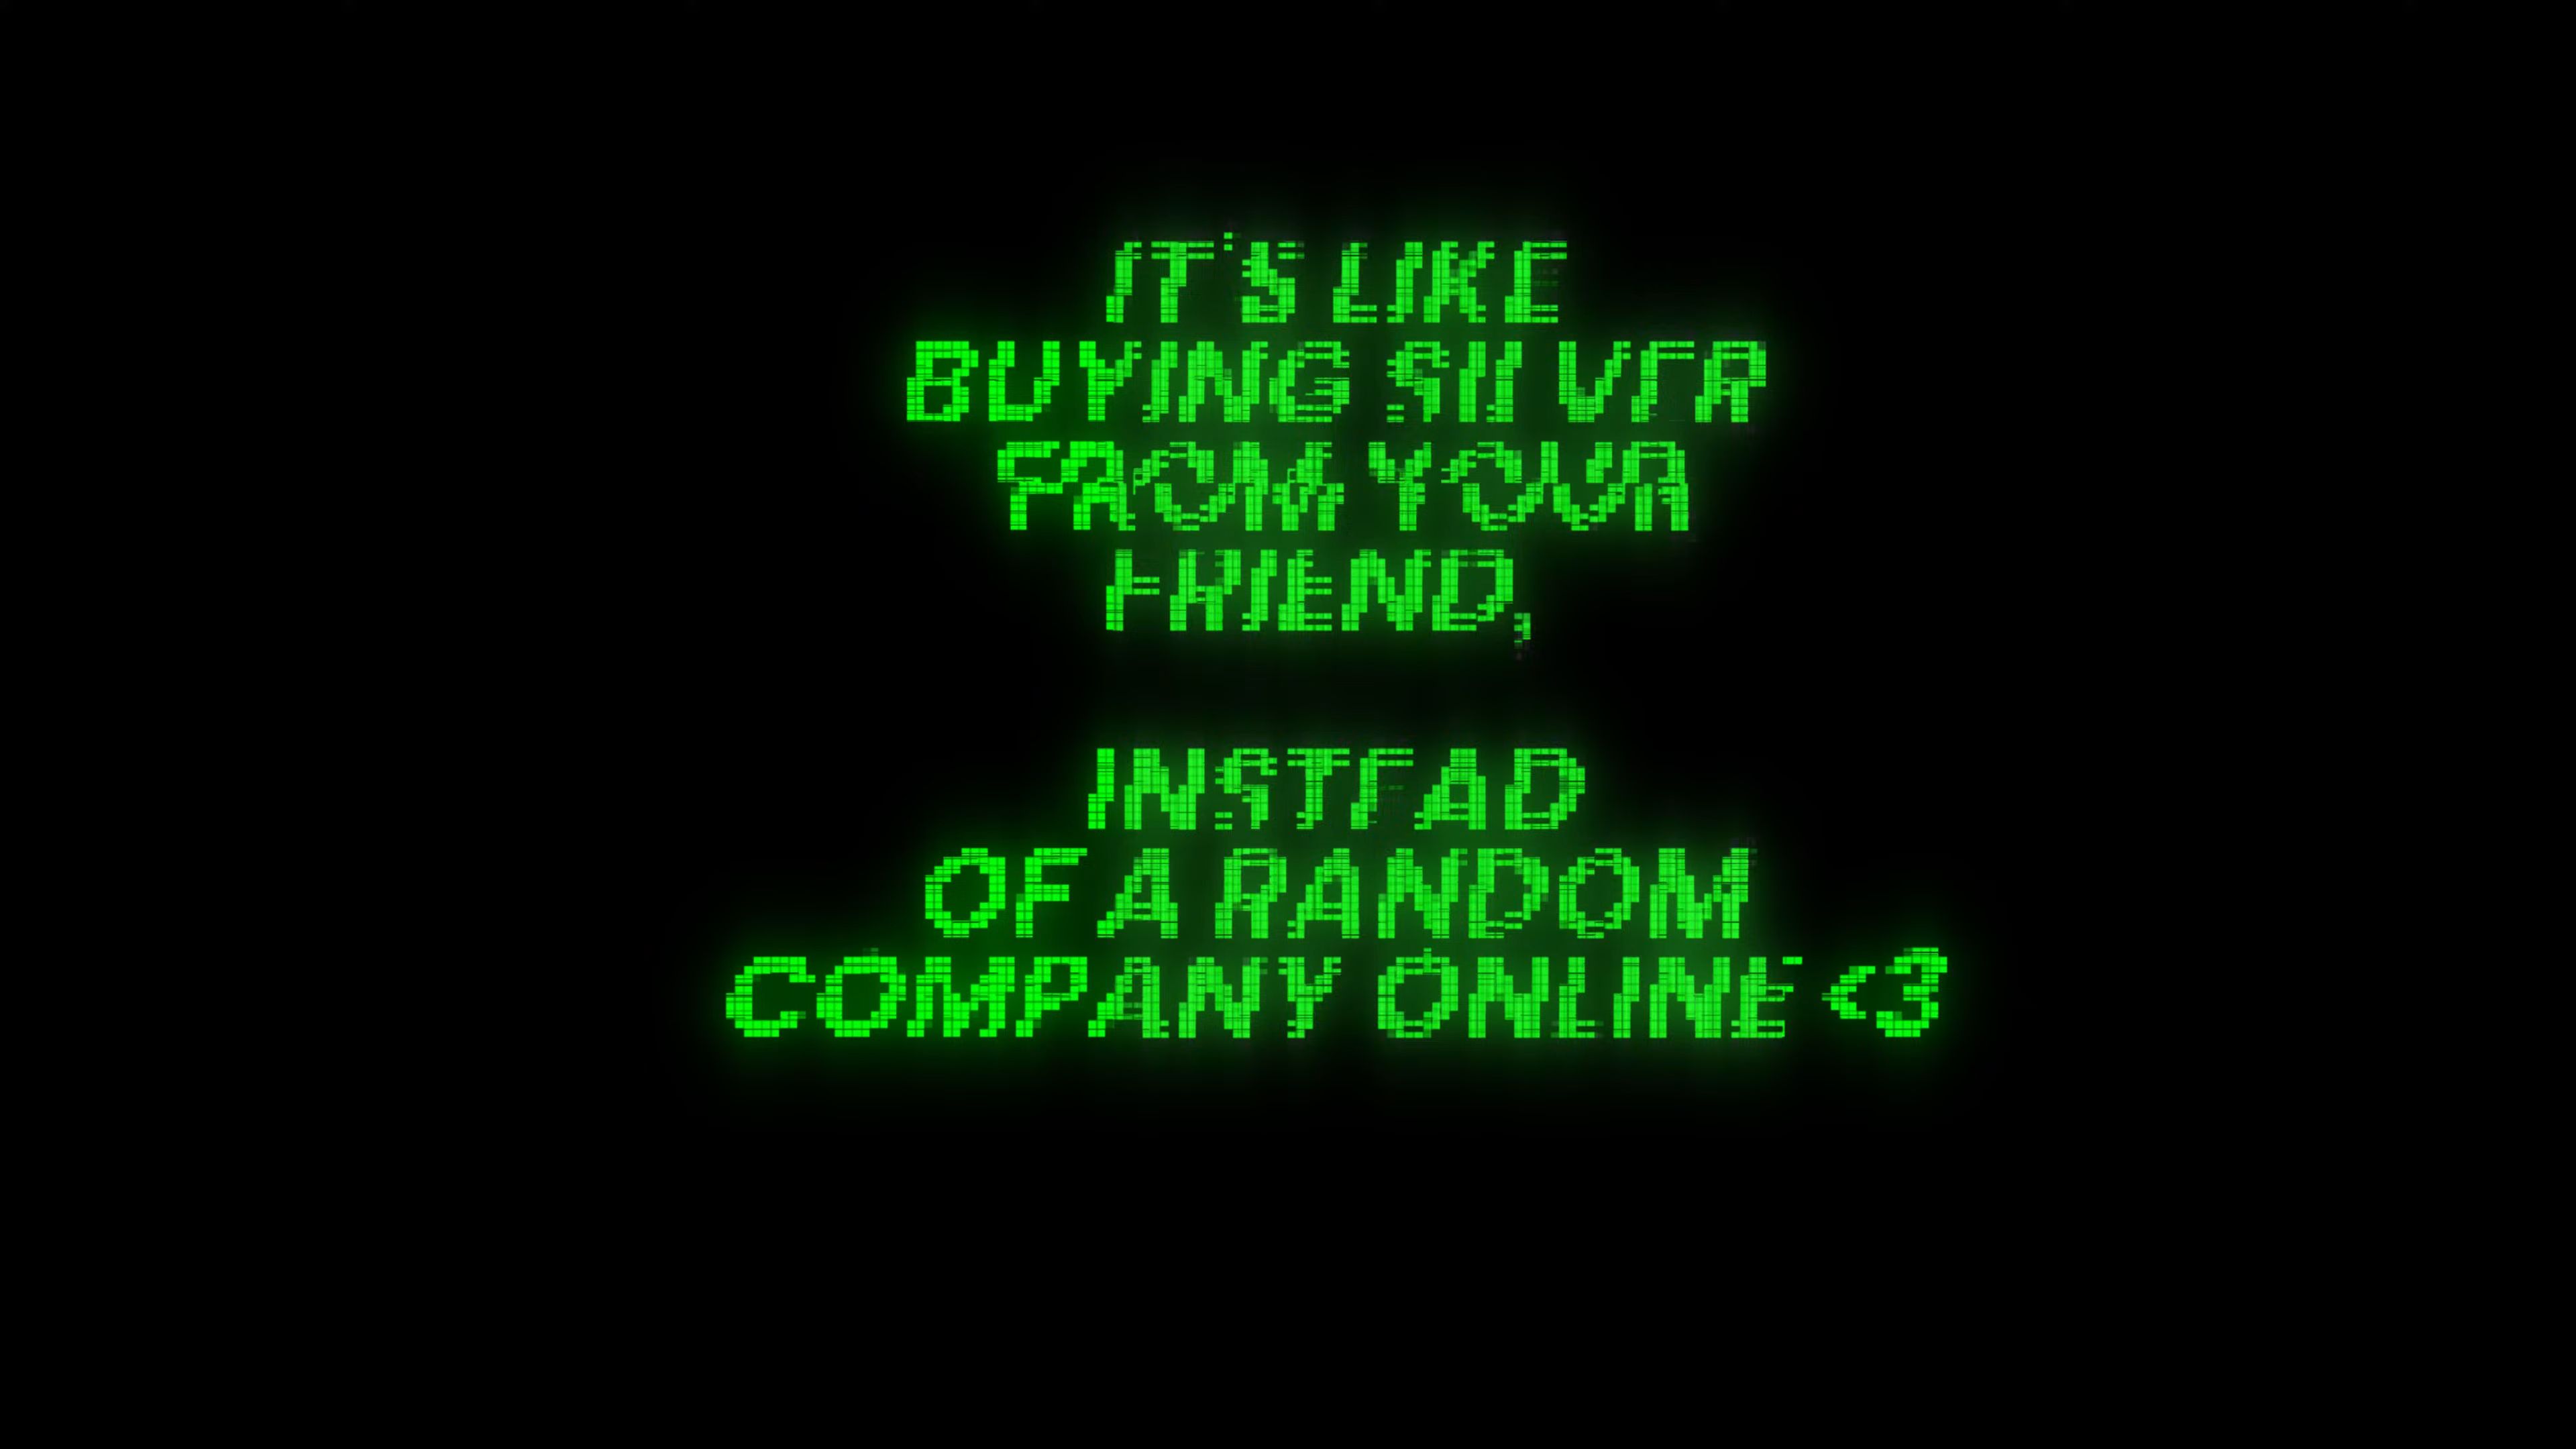 IT'S LIKE
BUYING SILVER
FROM YOUR
FRIEND,
INSTEAD
OF A RANDOM
COMPANY ONLINE <3